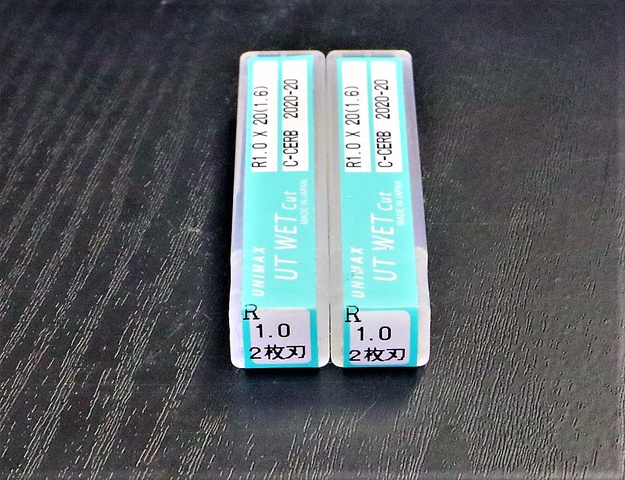 R1.0 X 20(1.6)
C-CERB 2020-20
UNIMAX
UT WET Cut
MADE IN JAPAN
R
1.0
2枚刃
R1.0 X 20(1.6)
C-CERB 2020-20
UNIMAX
UT WET Cut
MADE IN JAPAN
R
1.0
2枚刃